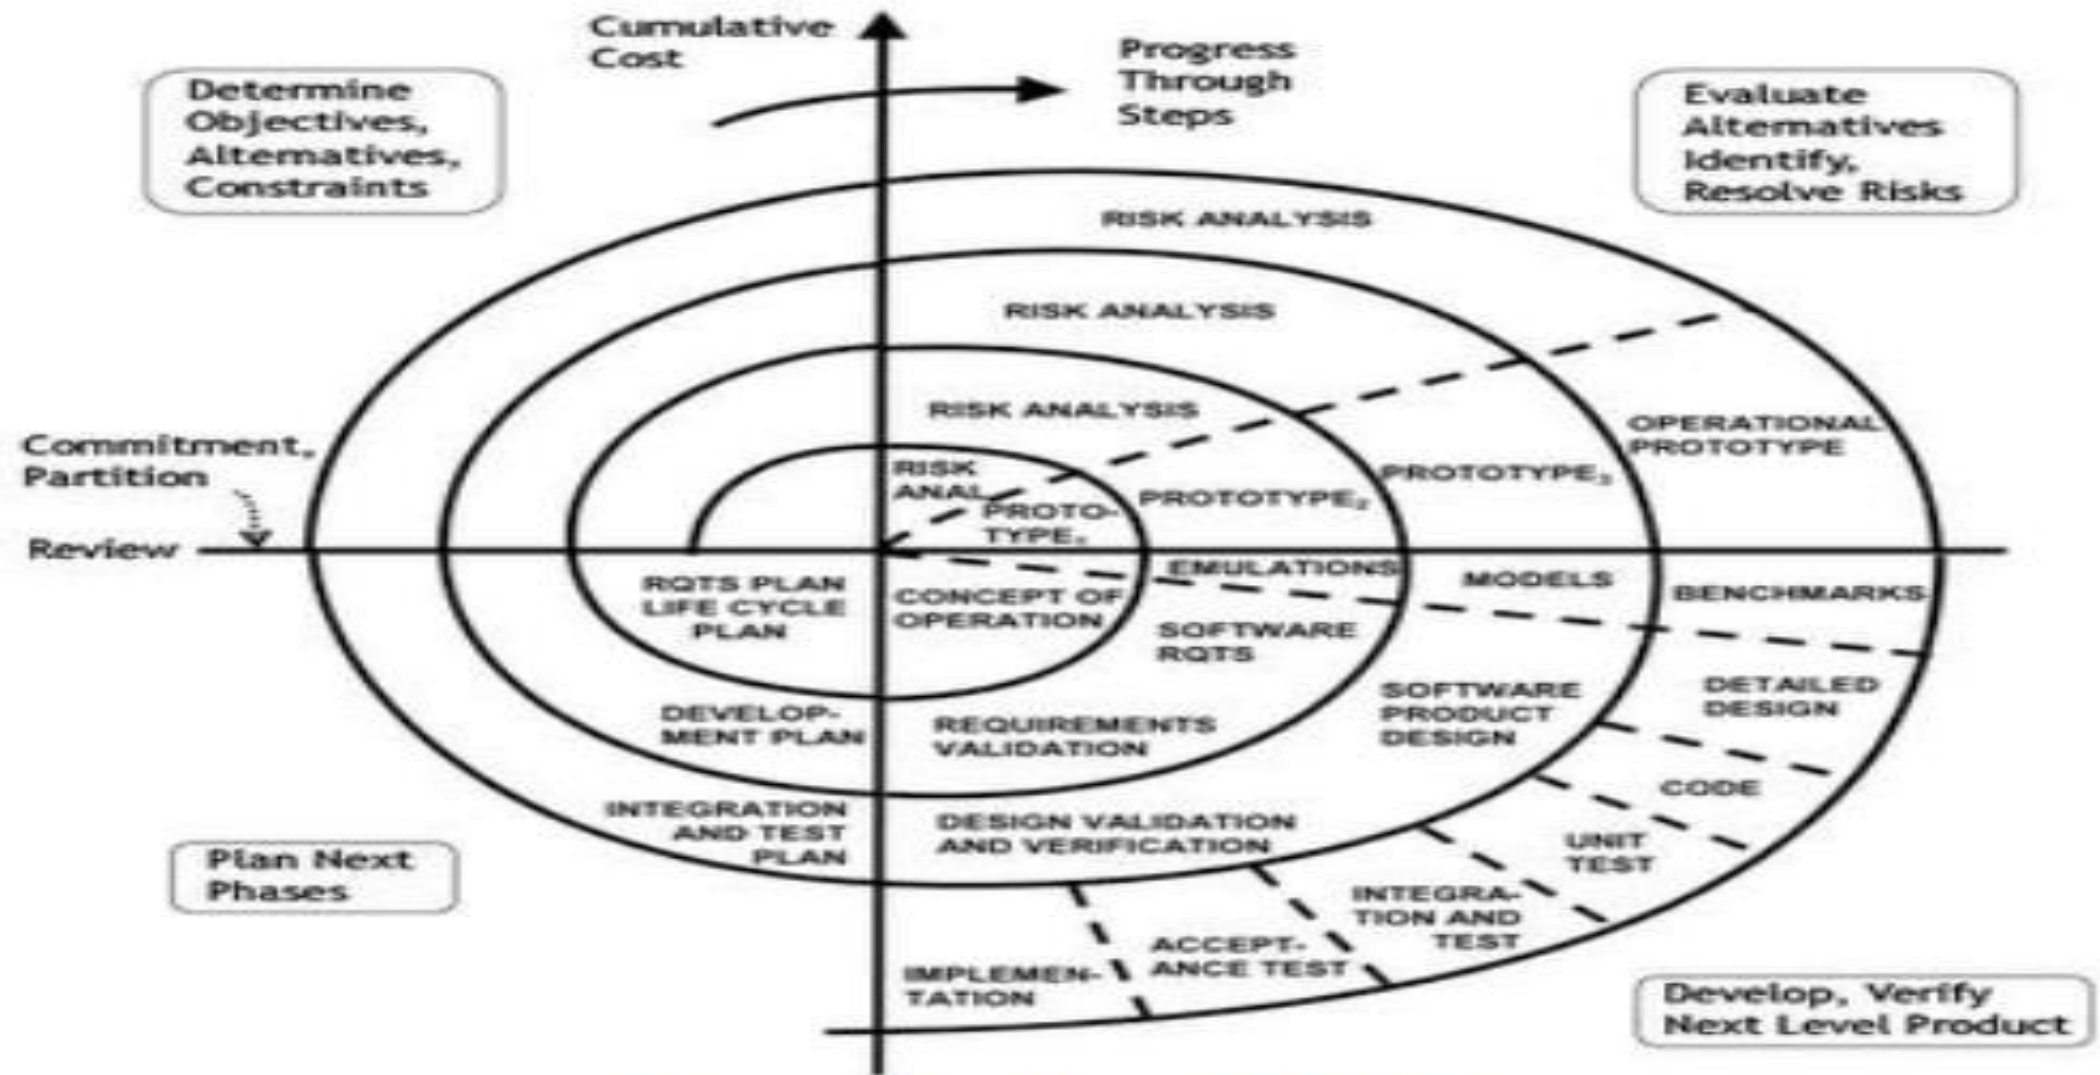 Cumulative
Cost
Progress
Through
Steps
Determine
Objectives,
Alternatives,
Constraints
Evaluate
Alternatives
Identify,
Resolve Risks
RISK ANALYSIS
RISK ANALYSIS
RISK ANALYSIS
RISK
ANAL.
PROTO-
TYPE₁
PROTOTYPE₂
PROTOTYPE₃
OPERATIONAL
PROTOTYPE
Commitment,
Partition
Review
EMULATIONS
MODELS
BENCHMARKS
RQTS PLAN
LIFE CYCLE
PLAN
CONCEPT OF
OPERATION
SOFTWARE
RQTS
SOFTWARE
PRODUCT
DESIGN
DETAILED
DESIGN
DEVELOP-
MENT PLAN
REQUIREMENTS
VALIDATION
CODE
INTEGRATION
AND TEST
PLAN
DESIGN VALIDATION
AND VERIFICATION
UNIT
TEST
Plan Next
Phases
INTEGRA-
TION AND
TEST
ACCEPT-
ANCE TEST
IMPLEMEN-
TATION
Develop, Verify
Next Level Product